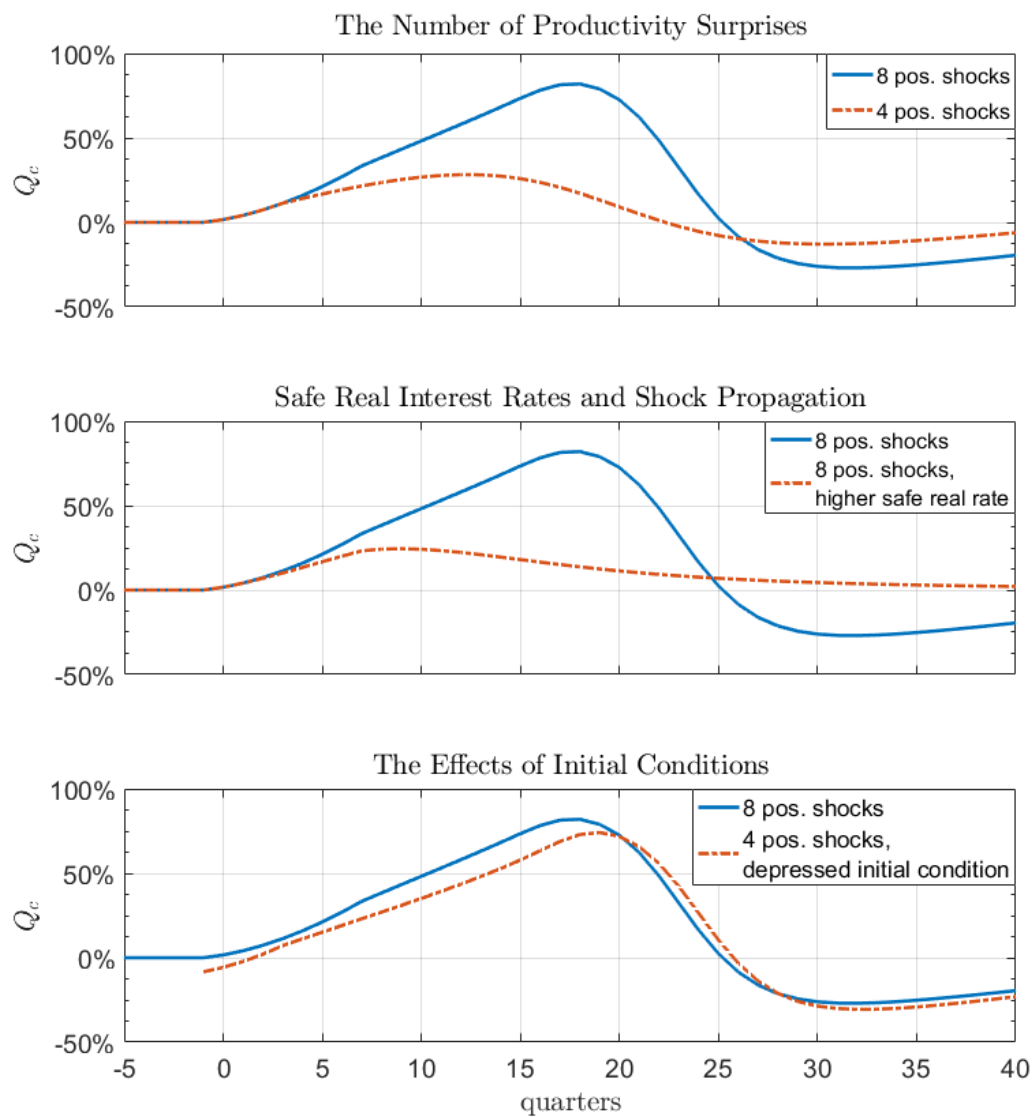 The Number of Productivity Surprises
100%
50%
0%
-50%
Qc
8 pos. shocks
4 pos. shocks
Safe Real Interest Rates and Shock Propagation
100%
50%
0%
-50%
Qc
8 pos. shocks
8 pos. shocks,
higher safe real rate
The Effects of Initial Conditions
100%
50%
0%
-50%
Qc
8 pos. shocks
4 pos. shocks,
depressed initial condition
-5 0 5 10 15 20 25 30 35 40
quarters